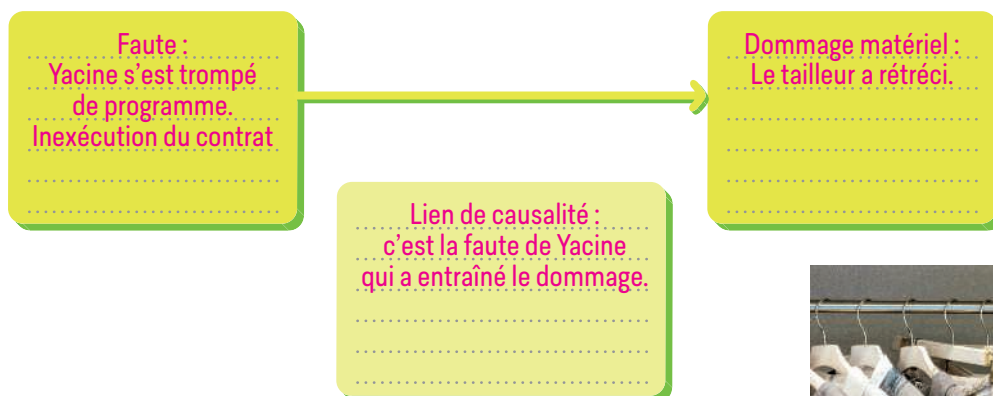 Faute :
Yacine s'est trompé
de programme.
Inexécution du contrat
Dommage matériel :
Le tailleur a rétréci.
Lien de causalité :
c'est la faute de Yacine
qui a entraîné le dommage.